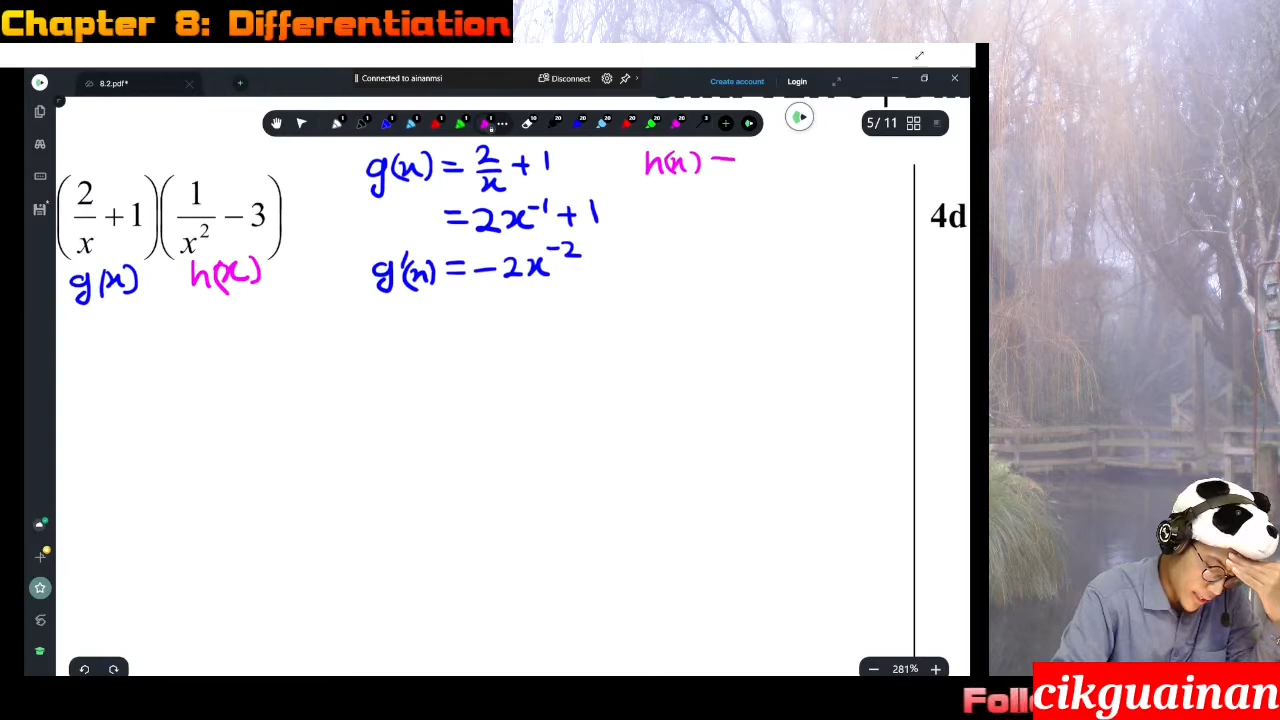 Chapter 8: Differentiation
8.2.pdf*
Connected to ainanmsi
Disconnect
Create account
Login
5/11
(2/x + 1)(1/x² − 3)
g(x)
h(x)
g(x) = 2/x + 1
= 2x⁻¹ + 1
g'(x) = −2x⁻²
h(x) =
4d
281%
cikguainan